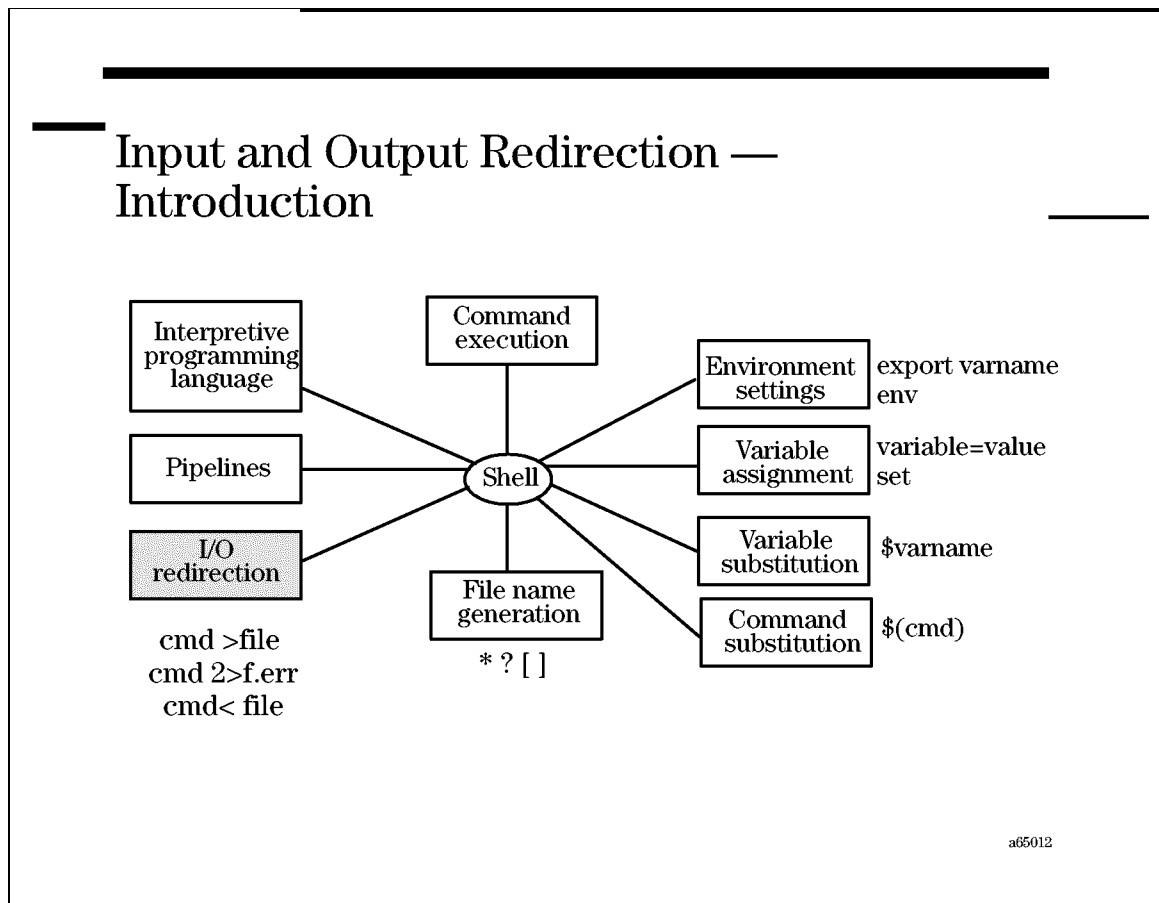 Input and Output Redirection —
Introduction
Interpretive
programming
language
Command
execution
Environment
settings
export varname
env
Pipelines
Shell
Variable
assignment
variable=value
set
I/O
redirection
cmd >file
cmd 2>f.err
cmd< file
File name
generation
* ? [ ]
Variable
substitution
$varname
Command
substitution
$(cmd)
a65012